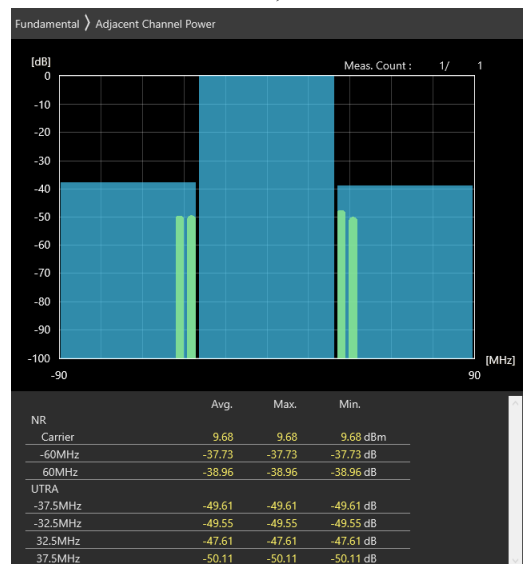 Fundamental ❯ Adjacent Channel Power
[dB]
Meas. Count : 1/ 1
0
-10
-20
-30
-40
-50
-60
-70
-80
-90
-100
[MHz]
-90 90
Avg. Max. Min.
NR
Carrier 9.68 9.68 9.68 dBm
-60MHz -37.73 -37.73 -37.73 dB
60MHz -38.96 -38.96 -38.96 dB
UTRA
-37.5MHz -49.61 -49.61 -49.61 dB
-32.5MHz -49.55 -49.55 -49.55 dB
32.5MHz -47.61 -47.61 -47.61 dB
37.5MHz -50.11 -50.11 -50.11 dB